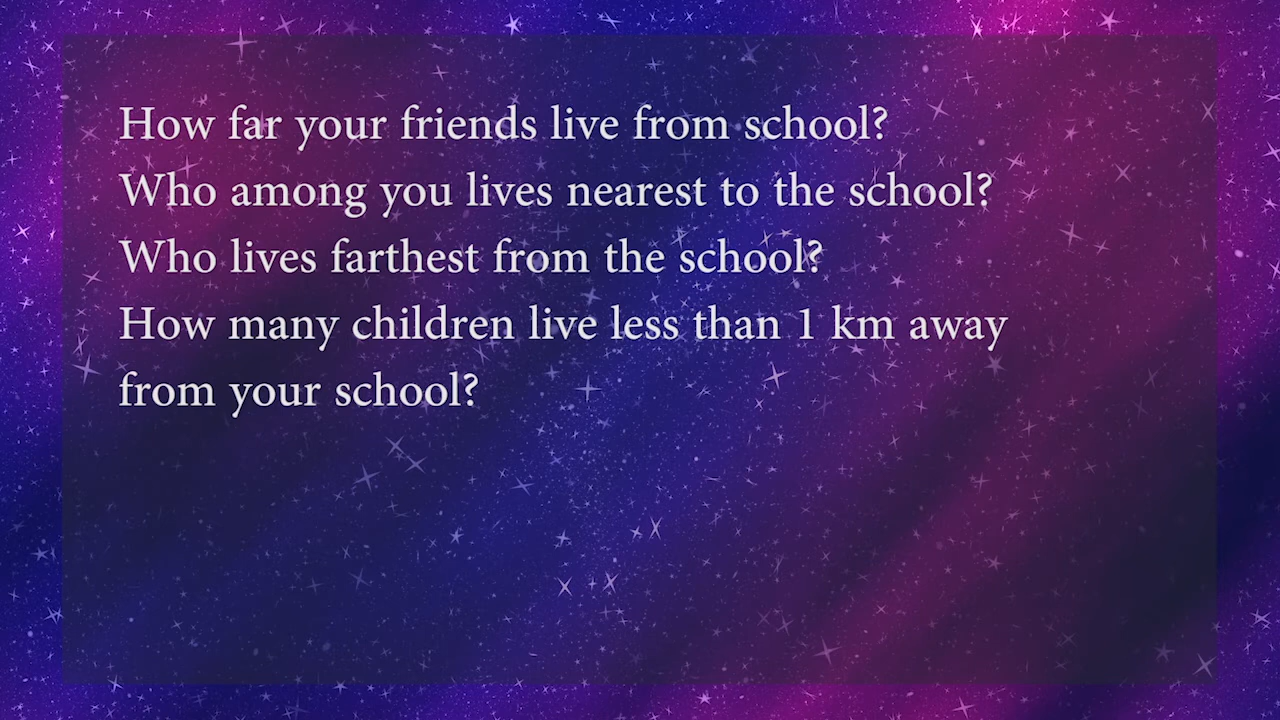 How far your friends live from school?
Who among you lives nearest to the school?
Who lives farthest from the school?
How many children live less than 1 km away
from your school?